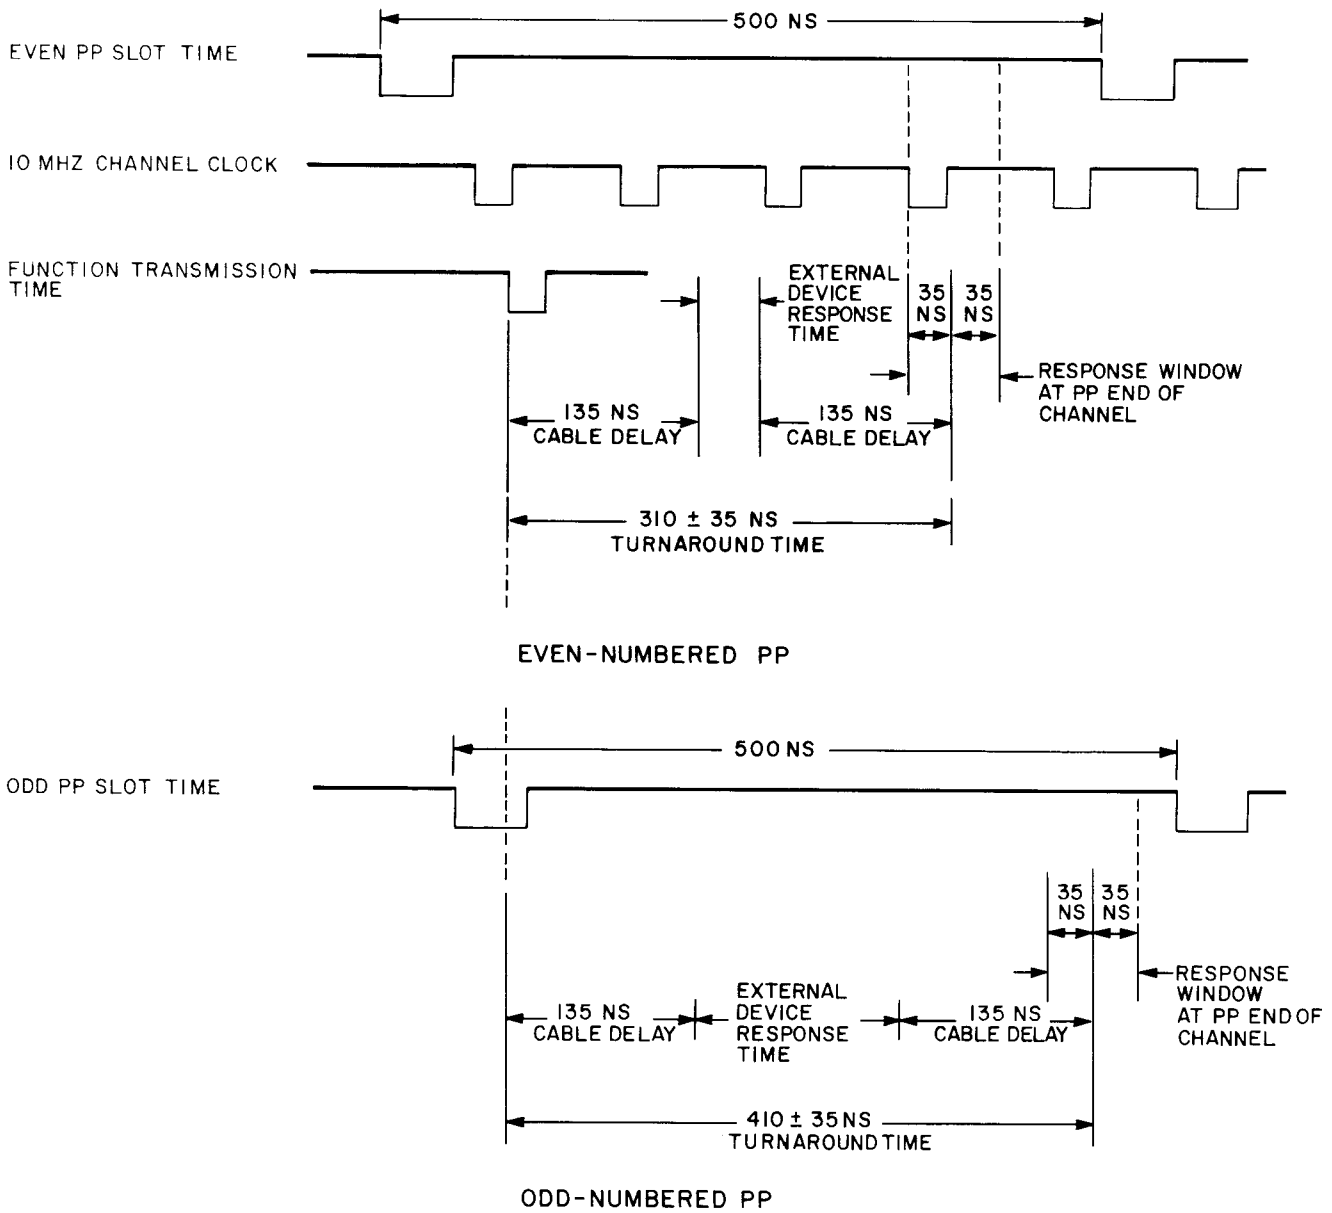 500 NS
EVEN PP SLOT TIME
10 MHZ CHANNEL CLOCK
FUNCTION TRANSMISSION
TIME
EXTERNAL
DEVICE
RESPONSE
TIME
35
NS
35
NS
RESPONSE WINDOW
AT PP END OF
CHANNEL
135 NS
CABLE DELAY
135 NS
CABLE DELAY
310 ± 35 NS
TURNAROUND TIME
EVEN-NUMBERED PP
500 NS
ODD PP SLOT TIME
35
NS
35
NS
RESPONSE
WINDOW
AT PP END OF
CHANNEL
135 NS
CABLE DELAY
EXTERNAL
DEVICE
RESPONSE
TIME
135 NS
CABLE DELAY
410 ± 35 NS
TURNAROUND TIME
ODD-NUMBERED PP